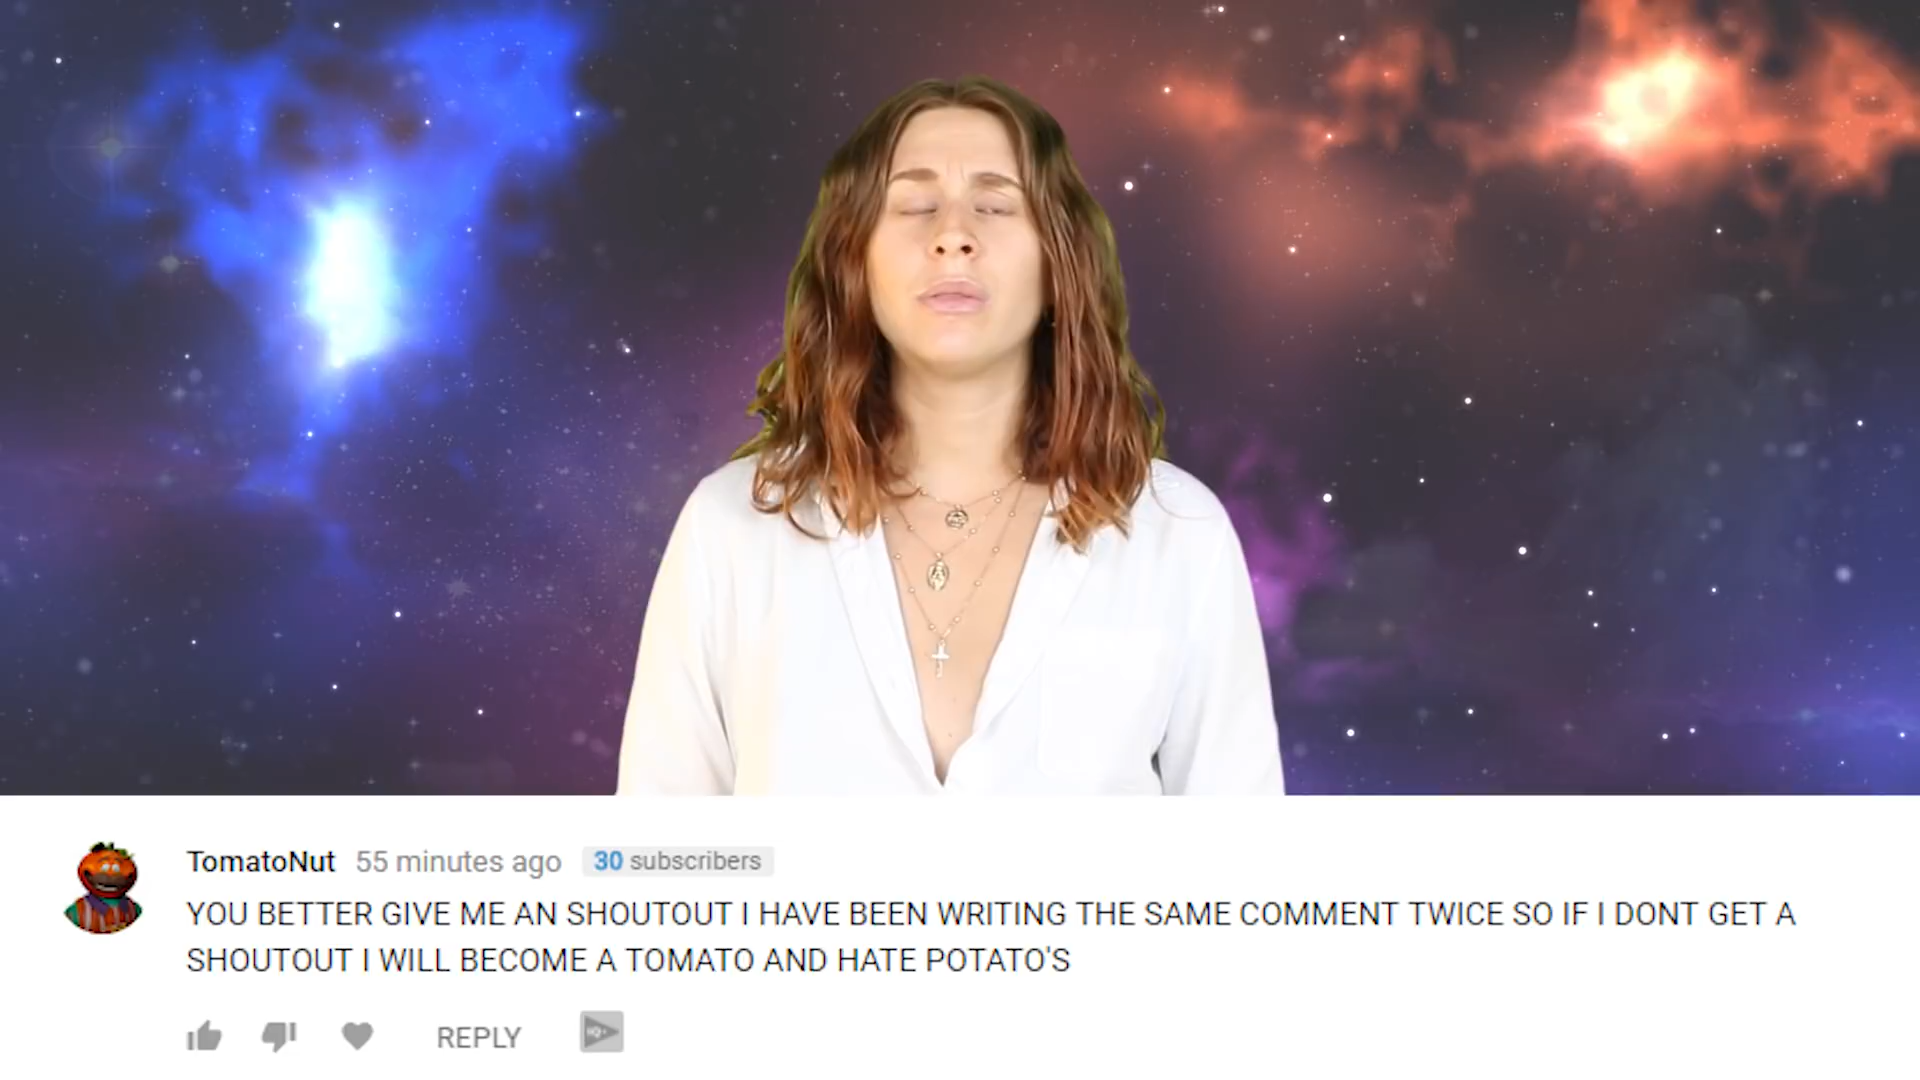 TomatoNut 55 minutes ago 30 subscribers
YOU BETTER GIVE ME AN SHOUTOUT I HAVE BEEN WRITING THE SAME COMMENT TWICE SO IF I DONT GET A
SHOUTOUT I WILL BECOME A TOMATO AND HATE POTATO'S
REPLY